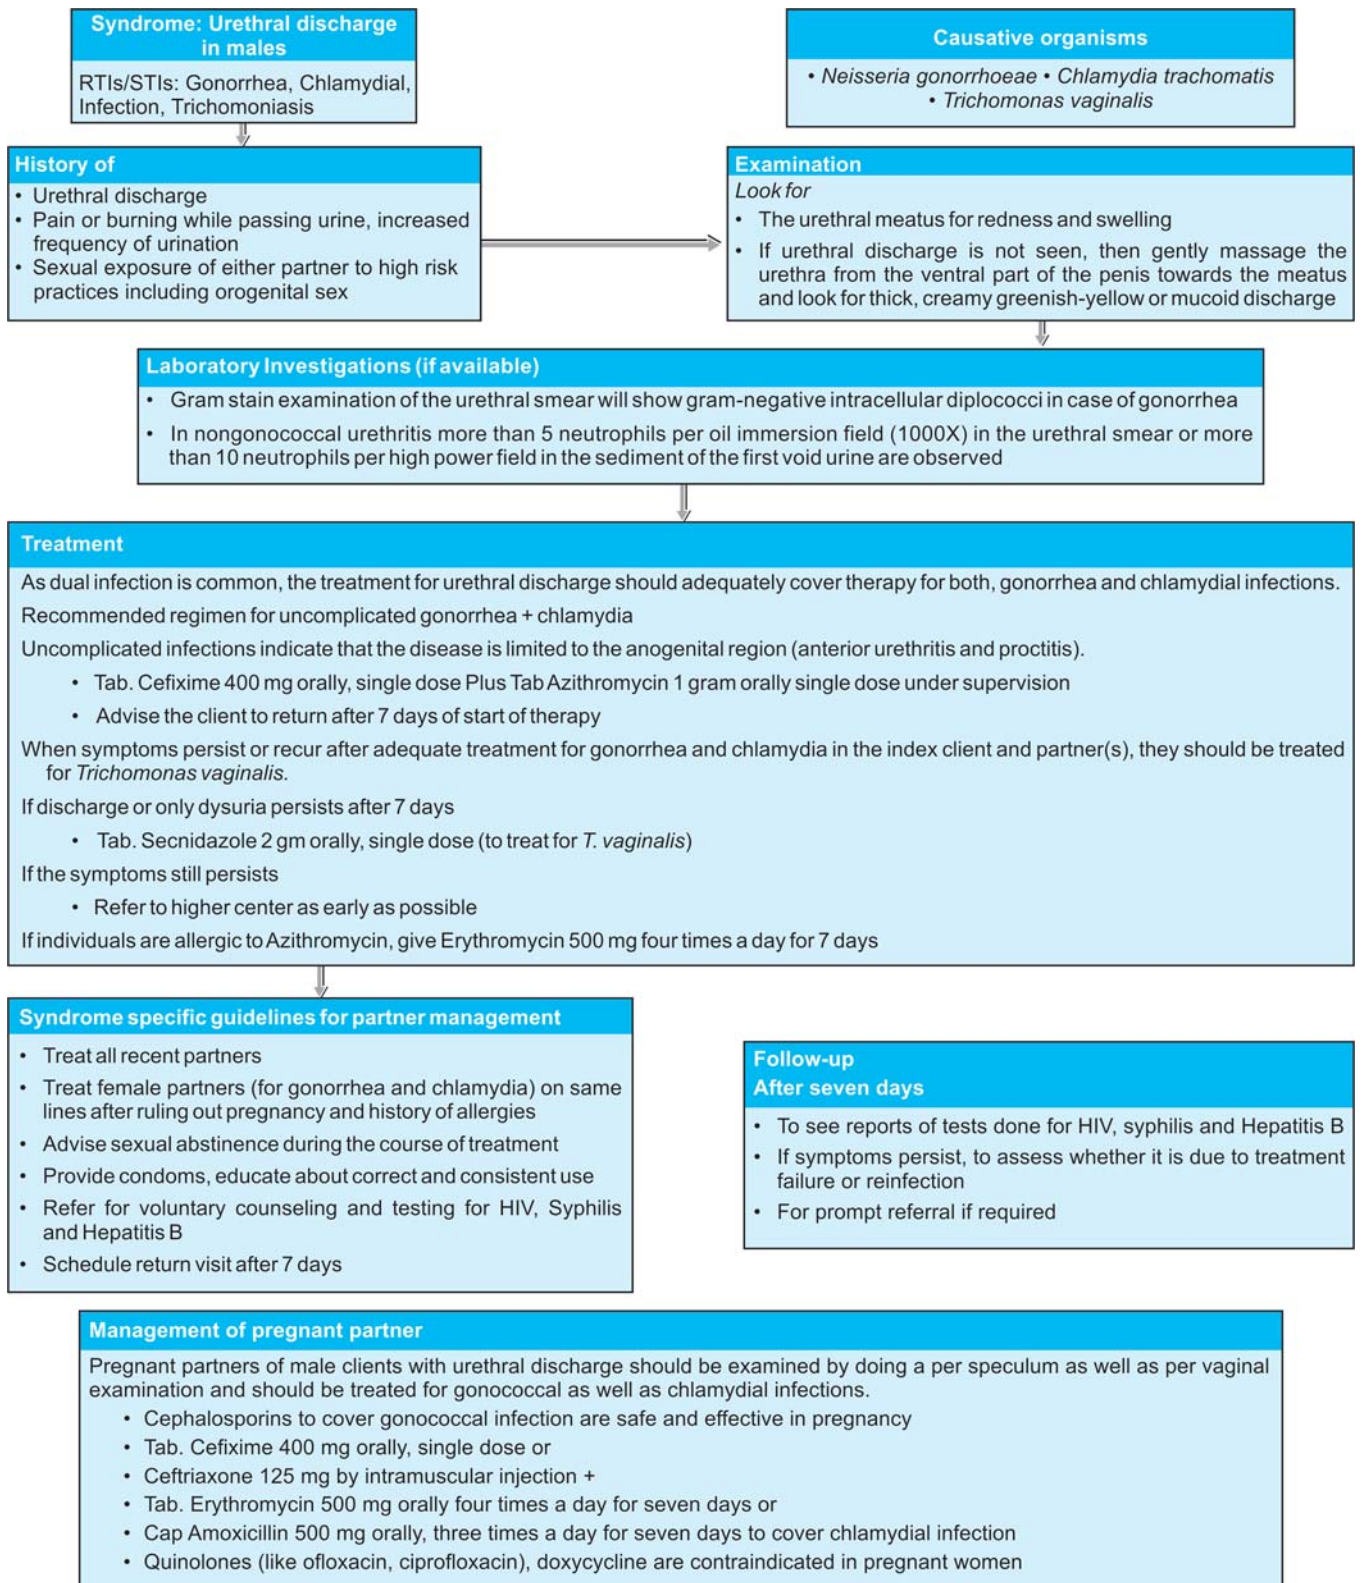 Syndrome: Urethral discharge
in males
RTIs/STIs: Gonorrhea, Chlamydial,
Infection, Trichomoniasis
Causative organisms
• Neisseria gonorrhoeae • Chlamydia trachomatis
• Trichomonas vaginalis
History of
• Urethral discharge
• Pain or burning while passing urine, increased
frequency of urination
• Sexual exposure of either partner to high risk
practices including orogenital sex
Examination
Look for
• The urethral meatus for redness and swelling
• If urethral discharge is not seen, then gently massage the
urethra from the ventral part of the penis towards the meatus
and look for thick, creamy greenish-yellow or mucoid discharge
Laboratory Investigations (if available)
• Gram stain examination of the urethral smear will show gram-negative intracellular diplococci in case of gonorrhea
• In nongonococcal urethritis more than 5 neutrophils per oil immersion field (1000X) in the urethral smear or more
than 10 neutrophils per high power field in the sediment of the first void urine are observed
Treatment
As dual infection is common, the treatment for urethral discharge should adequately cover therapy for both, gonorrhea and chlamydial infections.
Recommended regimen for uncomplicated gonorrhea + chlamydia
Uncomplicated infections indicate that the disease is limited to the anogenital region (anterior urethritis and proctitis).
• Tab. Cefixime 400 mg orally, single dose Plus Tab Azithromycin 1 gram orally single dose under supervision
• Advise the client to return after 7 days of start of therapy
When symptoms persist or recur after adequate treatment for gonorrhea and chlamydia in the index client and partner(s), they should be treated
for Trichomonas vaginalis.
If discharge or only dysuria persists after 7 days
• Tab. Secnidazole 2 gm orally, single dose (to treat for T. vaginalis)
If the symptoms still persists
• Refer to higher center as early as possible
If individuals are allergic to Azithromycin, give Erythromycin 500 mg four times a day for 7 days
Syndrome specific guidelines for partner management
• Treat all recent partners
• Treat female partners (for gonorrhea and chlamydia) on same
lines after ruling out pregnancy and history of allergies
• Advise sexual abstinence during the course of treatment
• Provide condoms, educate about correct and consistent use
• Refer for voluntary counseling and testing for HIV, Syphilis
and Hepatitis B
• Schedule return visit after 7 days
Follow-up
After seven days
• To see reports of tests done for HIV, syphilis and Hepatitis B
• If symptoms persist, to assess whether it is due to treatment
failure or reinfection
• For prompt referral if required
Management of pregnant partner
Pregnant partners of male clients with urethral discharge should be examined by doing a per speculum as well as per vaginal
examination and should be treated for gonococcal as well as chlamydial infections.
• Cephalosporins to cover gonococcal infection are safe and effective in pregnancy
• Tab. Cefixime 400 mg orally, single dose or
• Ceftriaxone 125 mg by intramuscular injection +
• Tab. Erythromycin 500 mg orally four times a day for seven days or
• Cap Amoxicillin 500 mg orally, three times a day for seven days to cover chlamydial infection
• Quinolones (like ofloxacin, ciprofloxacin), doxycycline are contraindicated in pregnant women